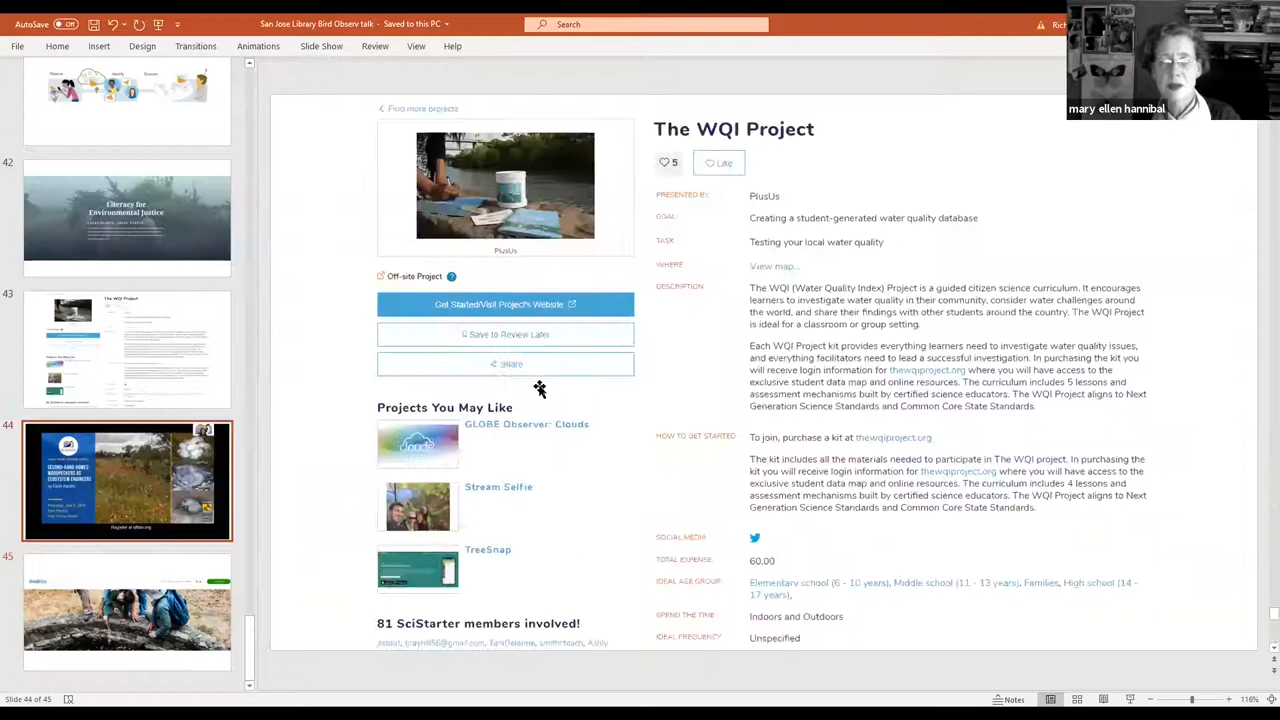 AutoSave
Off
San Jose Library Bird Observ talk - Saved to this PC
Search
File Home Insert Design Transitions Animations Slide Show Review View Help
mary ellen hannibal
42
Literacy for
Environmental Justice
43
The WQI Project
44
SECOND-HAND HOMES:
WOODPECKERS AS
ECOSYSTEM ENGINEERS
Register at sfbbo.org
45
Find more projects
PlusUs
Off-site Project ?
Get Started/Visit Project's Website
Save to Review Later
Share
Projects You May Like
GLOBE Observer: Clouds
clouds
Stream Selfie
TreeSnap
81 SciStarter members involved!
The WQI Project
5
Like
PRESENTED BY: PlusUs
GOAL: Creating a student-generated water quality database
TASK: Testing your local water quality
WHERE: View map...
DESCRIPTION: The WQI (Water Quality Index) Project is a guided citizen science curriculum. It encourages
learners to investigate water quality in their community, consider water challenges around
the world, and share their findings with other students around the country. The WQI Project
is ideal for a classroom or group setting.
Each WQI Project kit provides everything learners need to investigate water quality issues,
and everything facilitators need to lead a successful investigation. In purchasing the kit you
will receive login information for thewqiproject.org where you will have access to the
exclusive student data map and online resources. The curriculum includes 5 lessons and
assessment mechanisms built by certified science educators. The WQI Project aligns to Next
Generation Science Standards and Common Core State Standards.
HOW TO GET STARTED: To join, purchase a kit at thewqiproject.org
The kit includes all the materials needed to participate in The WQI project. In purchasing the
kit you will receive login information for thewqiproject.org where you will have access to the
exclusive student data map and online resources. The curriculum includes 4 lessons and
assessment mechanisms built by certified science educators. The WQI Project aligns to Next
Generation Science Standards and Common Core State Standards.
SOCIAL MEDIA:
TOTAL EXPENSE: 60.00
IDEAL AGE GROUP: Elementary school (6 - 10 years), Middle school (11 - 13 years), Families, High school (14 -
17 years),
SPEND THE TIME: Indoors and Outdoors
IDEAL FREQUENCY: Unspecified
Slide 44 of 45
Notes
116%